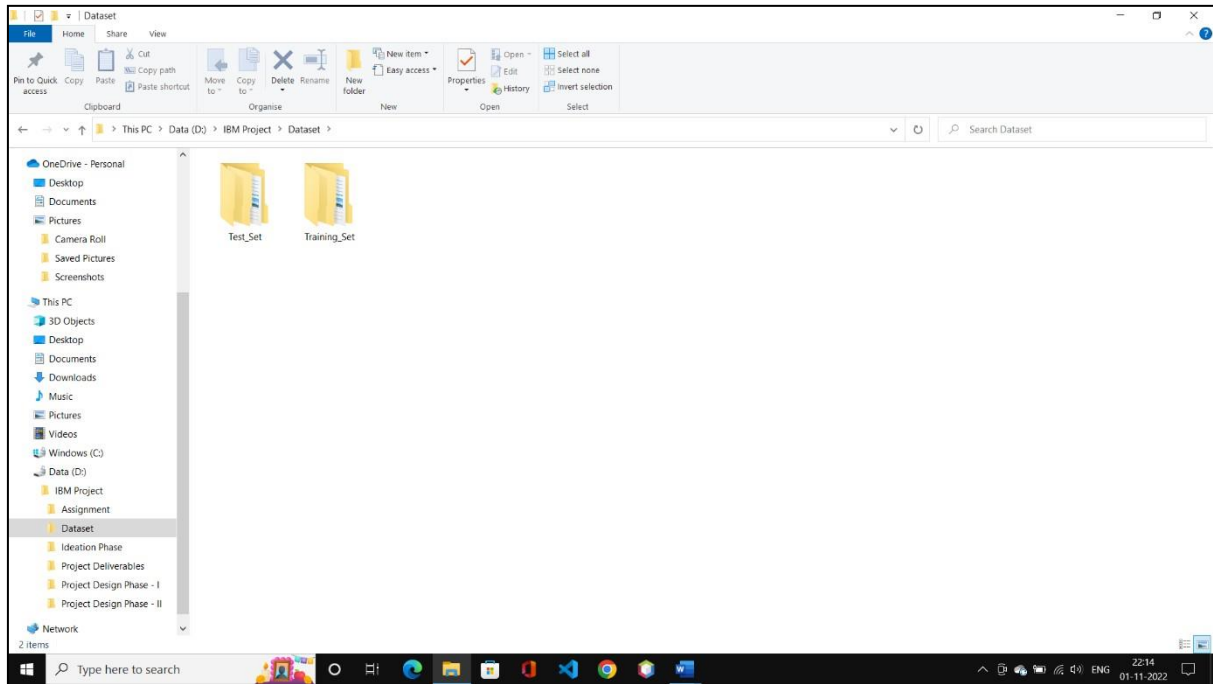 Dataset
File Home Share View
Pin to Quick access
Copy
Paste
Cut
Copy path
Paste shortcut
Clipboard
Move to
Copy to
Delete
Rename
Organise
New folder
New item
Easy access
New
Properties
Open
Edit
History
Open
Select all
Select none
Invert selection
Select
This PC > Data (D:) > IBM Project > Dataset >
Search Dataset
OneDrive - Personal
Desktop
Documents
Pictures
Camera Roll
Saved Pictures
Screenshots
This PC
3D Objects
Desktop
Documents
Downloads
Music
Pictures
Videos
Windows (C:)
Data (D:)
IBM Project
Assignment
Dataset
Ideation Phase
Project Deliverables
Project Design Phase - I
Project Design Phase - II
Network
Test_Set
Training_Set
2 items
Type here to search
ENG
22:14
01-11-2022